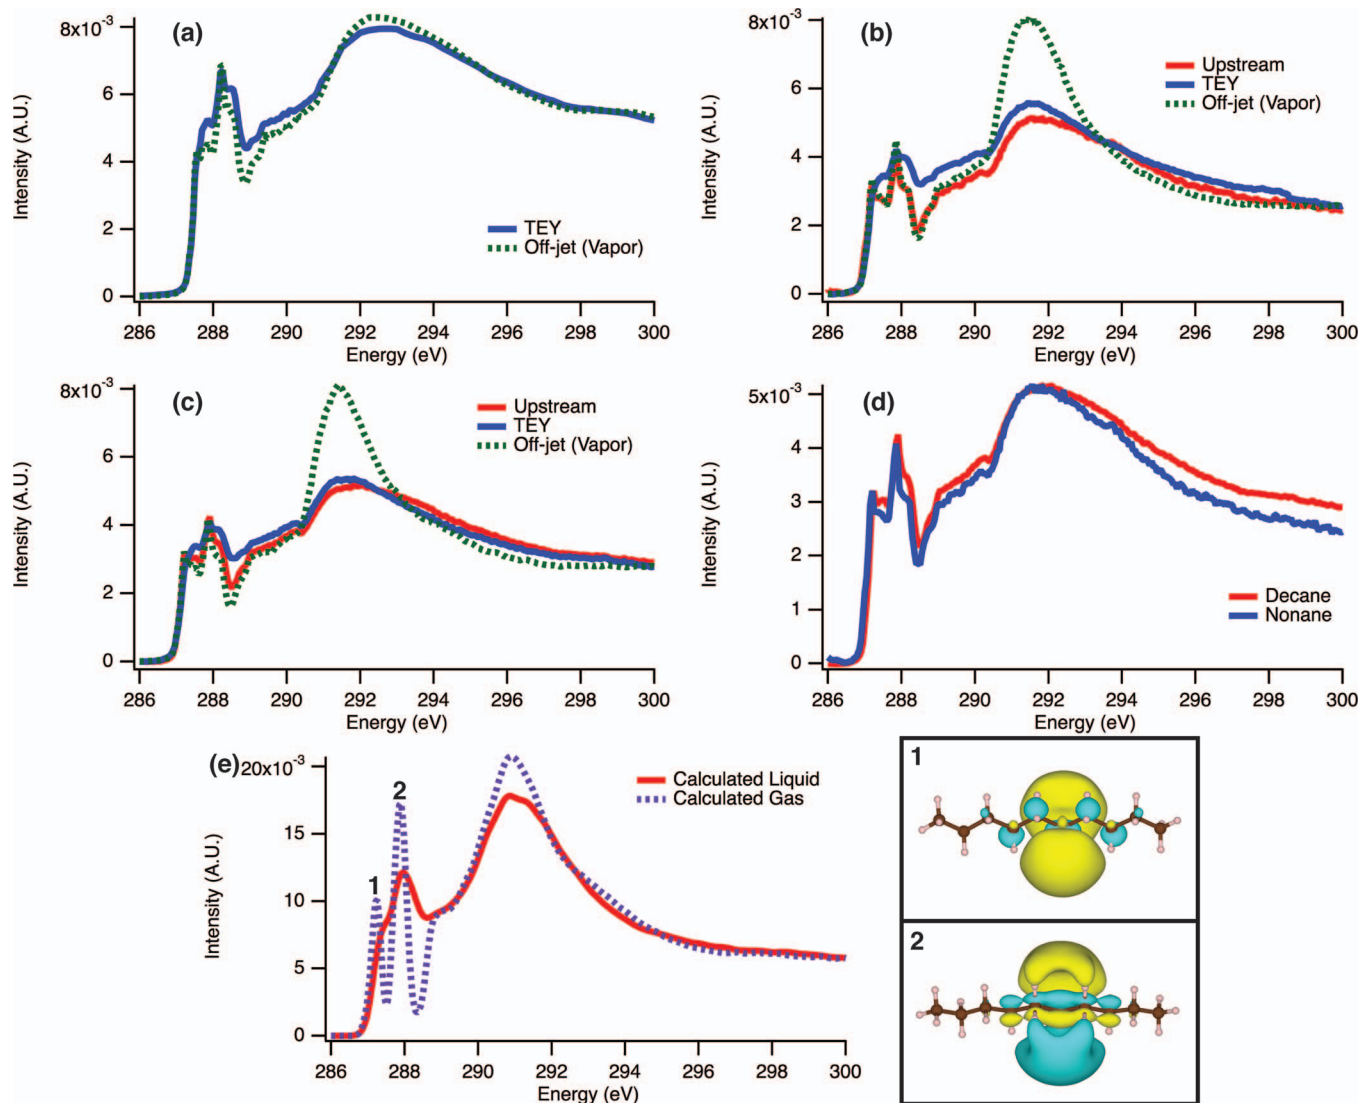 (a)
8x10⁻³
6
4
2
0
Intensity (A.U.)
TEY
Off-jet (Vapor)
286 288 290 292 294 296 298 300
Energy (eV)
(b)
8x10⁻³
6
4
2
0
Intensity (A.U.)
Upstream
TEY
Off-jet (Vapor)
286 288 290 292 294 296 298 300
Energy (eV)
(c)
8x10⁻³
6
4
2
0
Intensity (A.U.)
Upstream
TEY
Off-jet (Vapor)
286 288 290 292 294 296 298 300
Energy (eV)
(d)
5x10⁻³
4
3
2
1
0
Intensity (A.U.)
Decane
Nonane
286 288 290 292 294 296 298 300
Energy (eV)
(e)
20x10⁻³
15
10
5
0
Intensity (A.U.)
1
2
Calculated Liquid
Calculated Gas
286 288 290 292 294 296 298 300
Energy (eV)
1
2